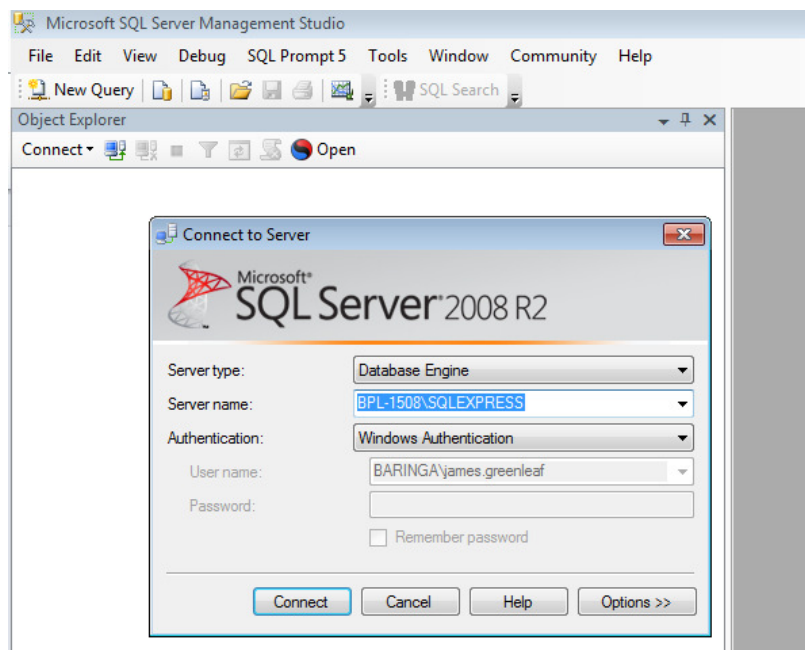 Microsoft SQL Server Management Studio
File Edit View Debug SQL Prompt 5 Tools Window Community Help
New Query SQL Search
Object Explorer
Connect Open
Connect to Server
Microsoft®
SQL Server® 2008 R2
Server type: Database Engine
Server name: BPL-1508\SQLEXPRESS
Authentication: Windows Authentication
User name: BARINGA\james.greenleaf
Password:
Remember password
Connect Cancel Help Options >>